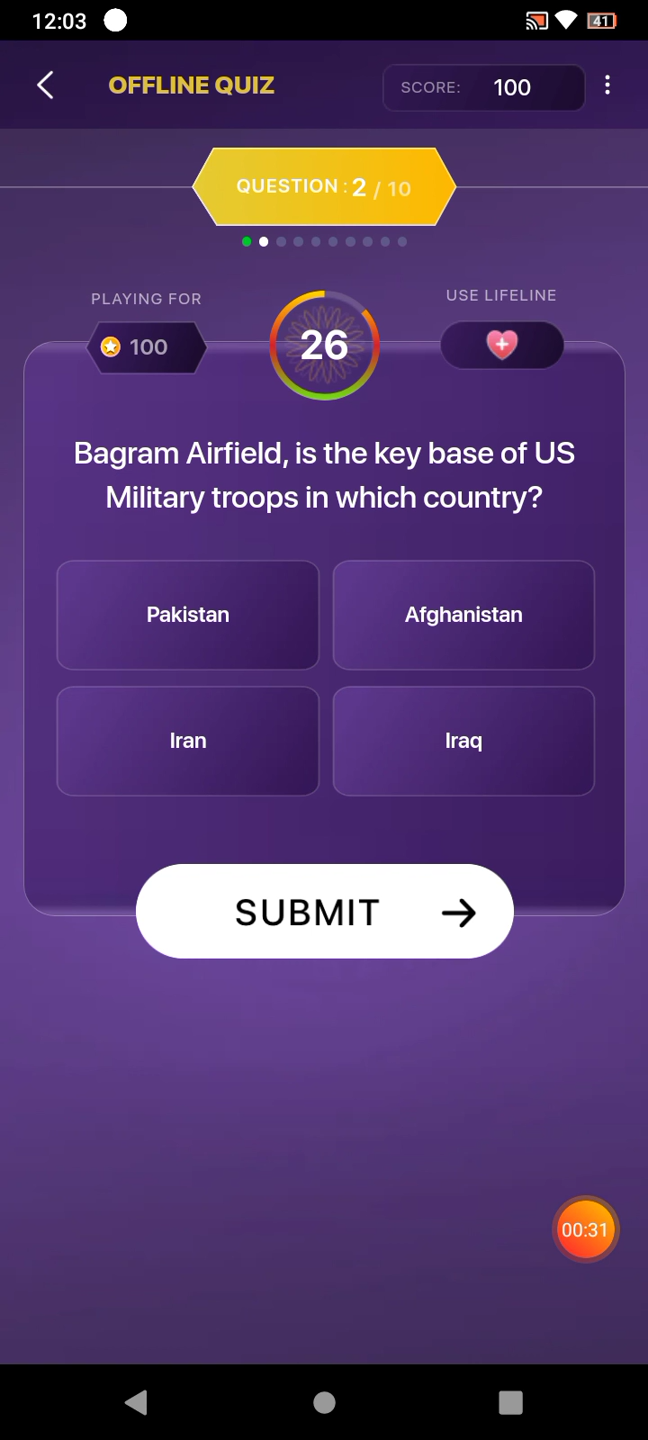 12:03
41
OFFLINE QUIZ
SCORE: 100
QUESTION : 2 / 10
PLAYING FOR
USE LIFELINE
100
26
Bagram Airfield, is the key base of US
Military troops in which country?
Pakistan
Afghanistan
Iran
Iraq
SUBMIT
00:31